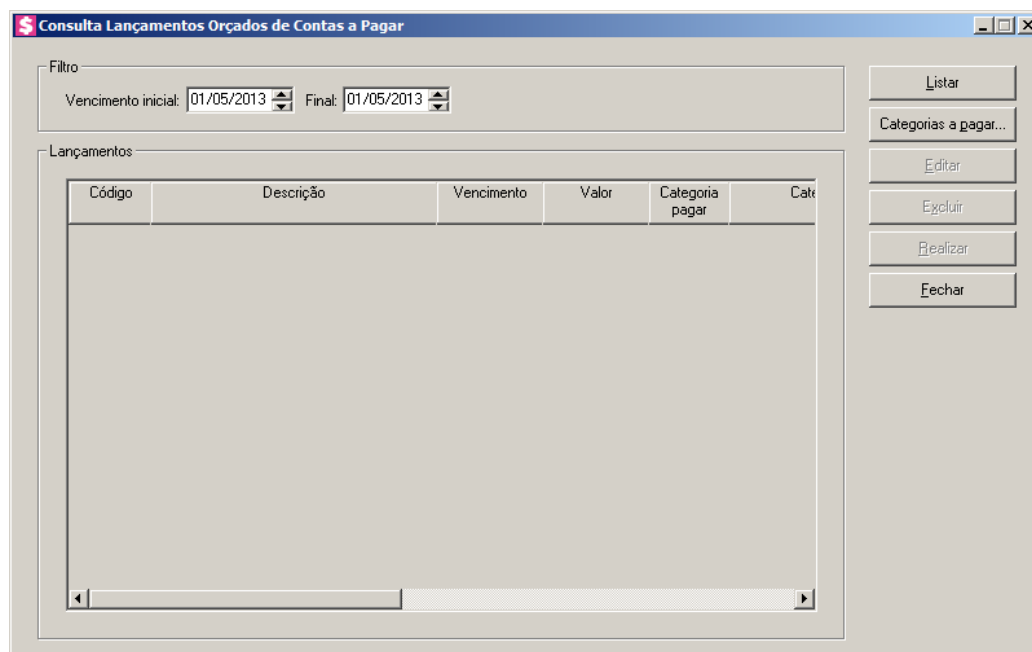 Consulta Lançamentos Orçados de Contas a Pagar
Filtro
Vencimento inicial: 01/05/2013 Final: 01/05/2013
Listar
Categorias a pagar...
Editar
Excluir
Realizar
Fechar
Lançamentos
Código Descrição Vencimento Valor Categoria pagar Cate